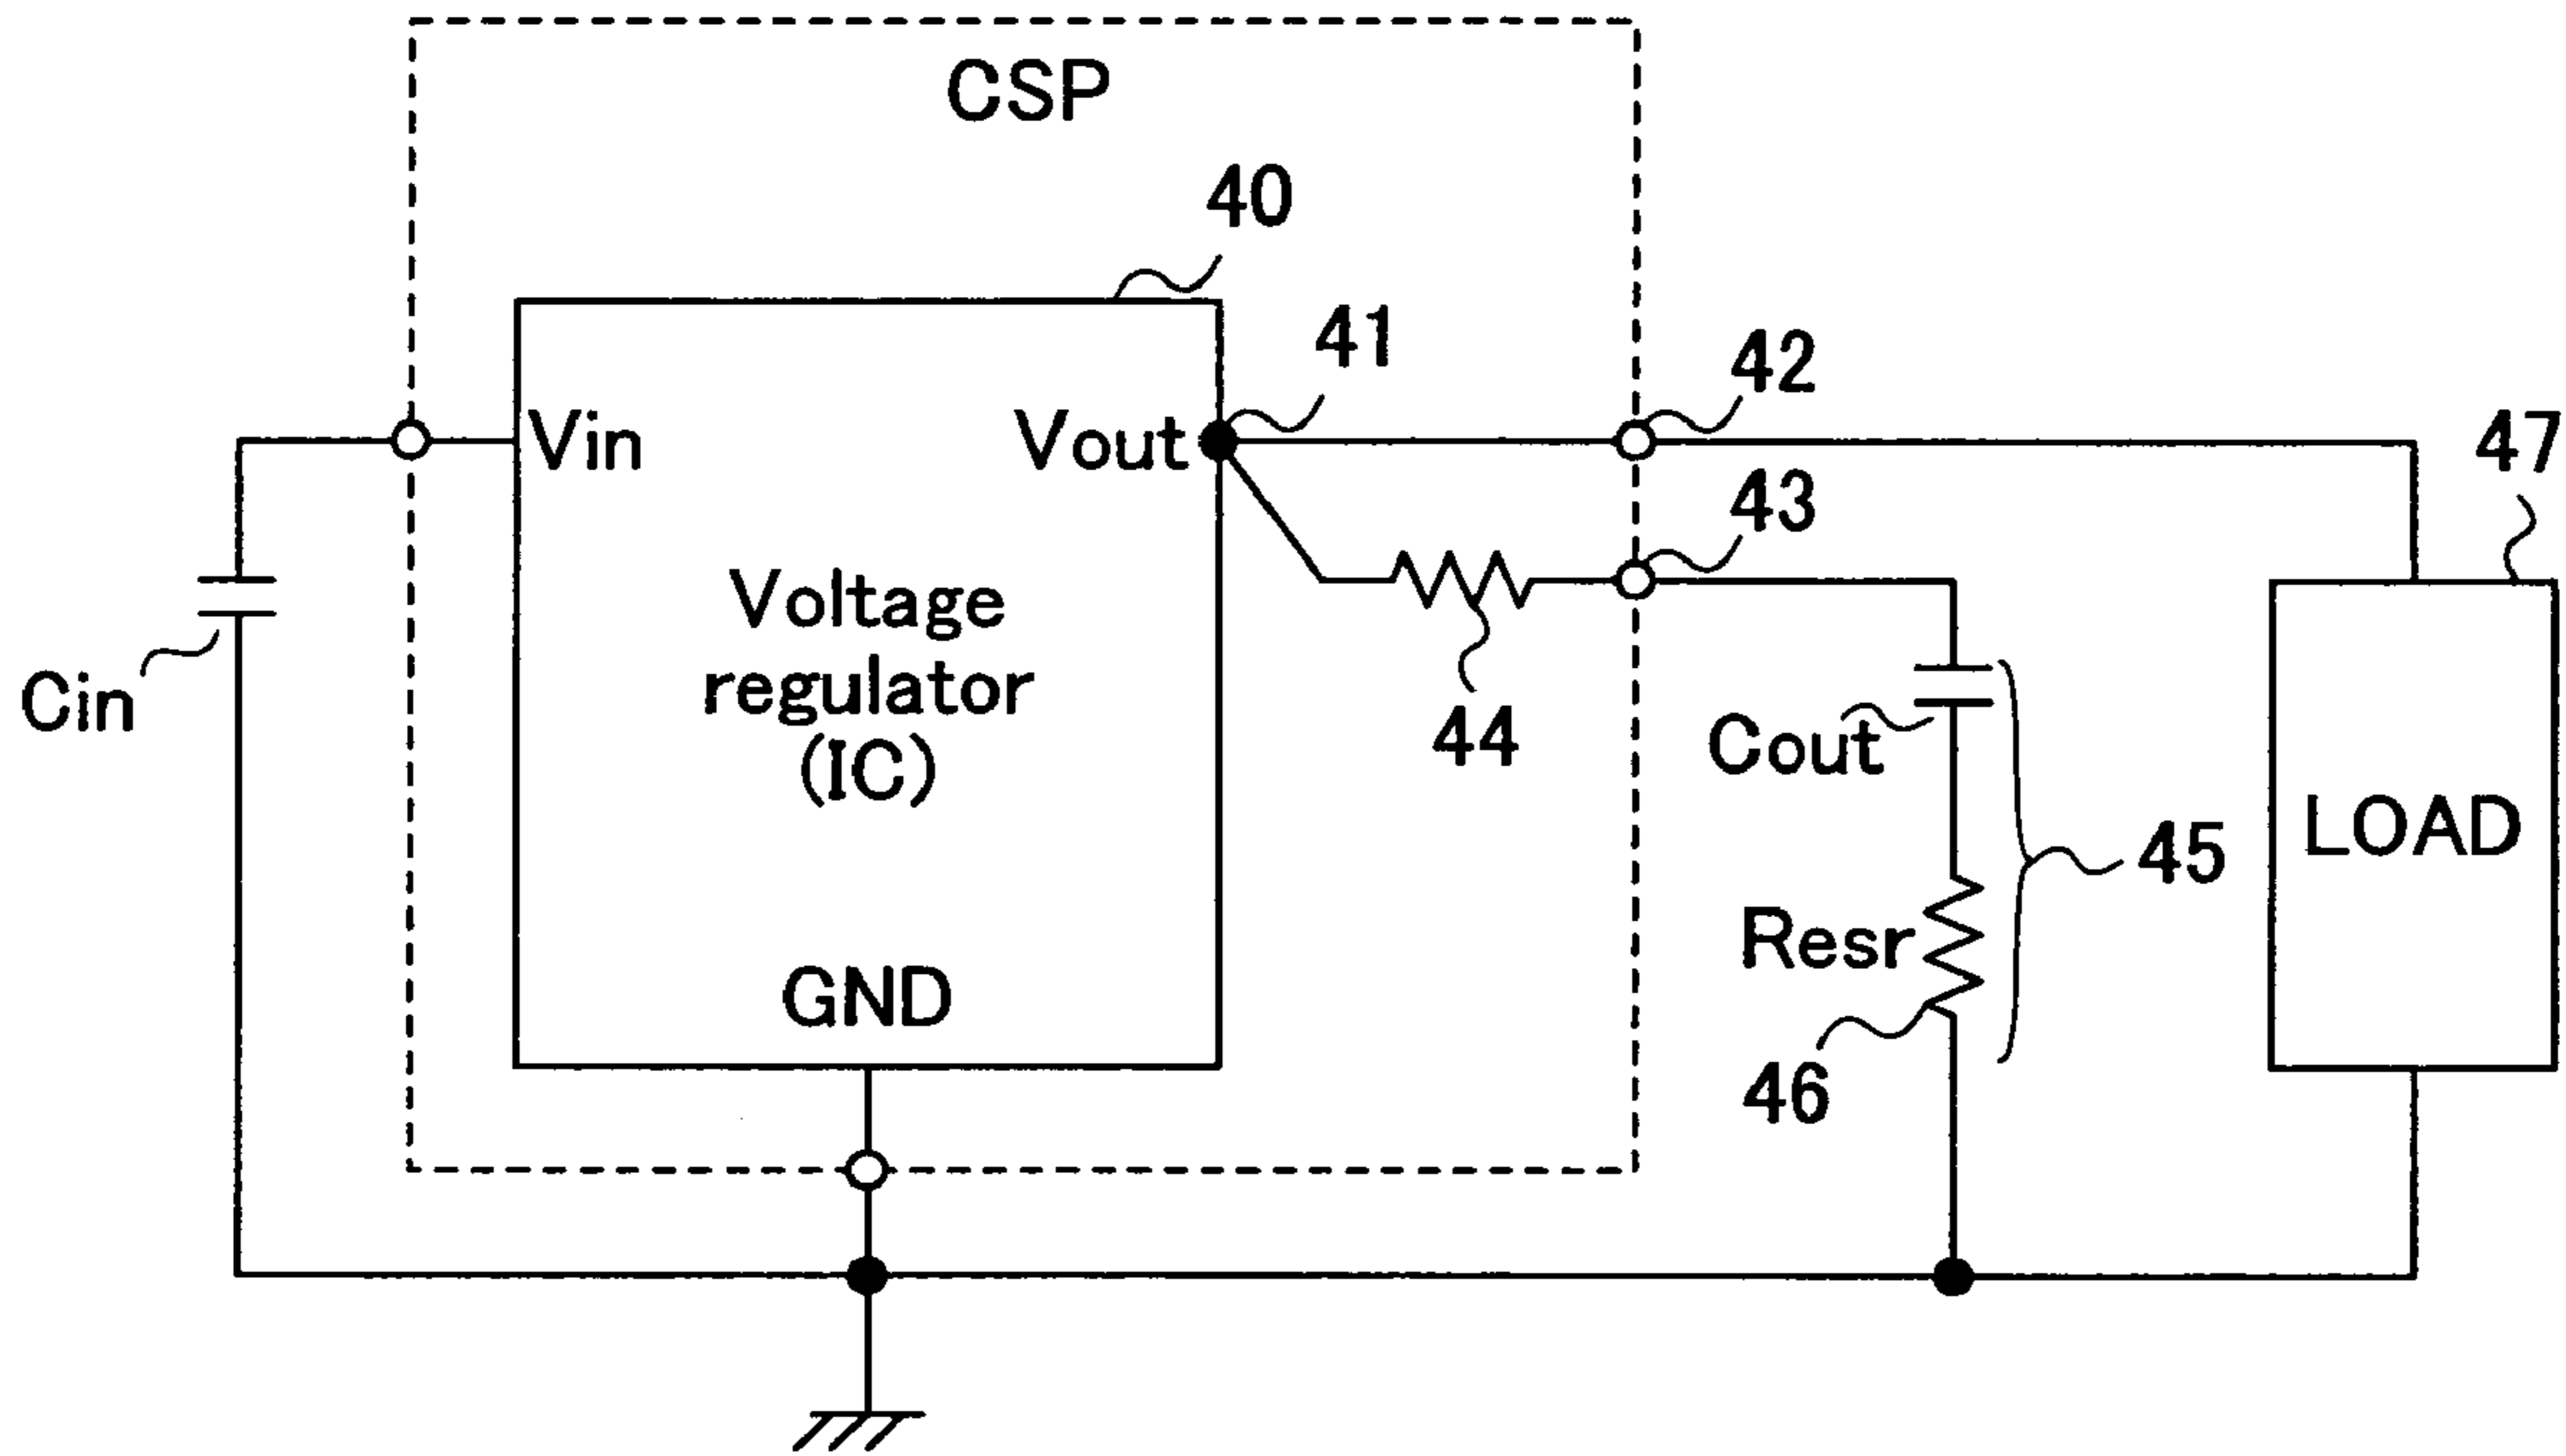 CSP
40
41
42
Vin
Vout
47
43
Voltage
regulator
(IC)
Cin
44
Cout
LOAD
45
Resr
GND
46